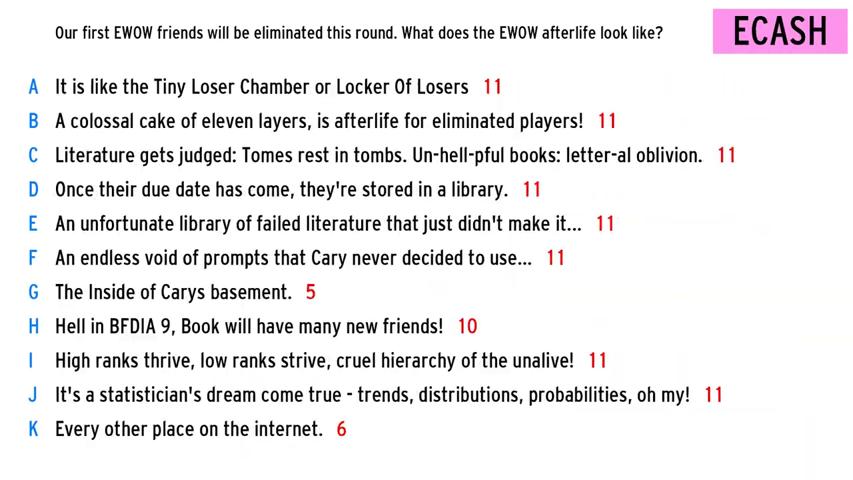 Our first EWOW friends will be eliminated this round. What does the EWOW afterlife look like?
ECASH
A It is like the Tiny Loser Chamber or Locker Of Losers 11
B A colossal cake of eleven layers, is afterlife for eliminated players! 11
C Literature gets judged: Tomes rest in tombs. Un-hell-pful books: letter-al oblivion. 11
D Once their due date has come, they're stored in a library. 11
E An unfortunate library of failed literature that just didn't make it... 11
F An endless void of prompts that Cary never decided to use... 11
G The Inside of Carys basement. 5
H Hell in BFDIA 9, Book will have many new friends! 10
I High ranks thrive, low ranks strive, cruel hierarchy of the unalive! 11
J It's a statistician's dream come true - trends, distributions, probabilities, oh my! 11
K Every other place on the internet. 6